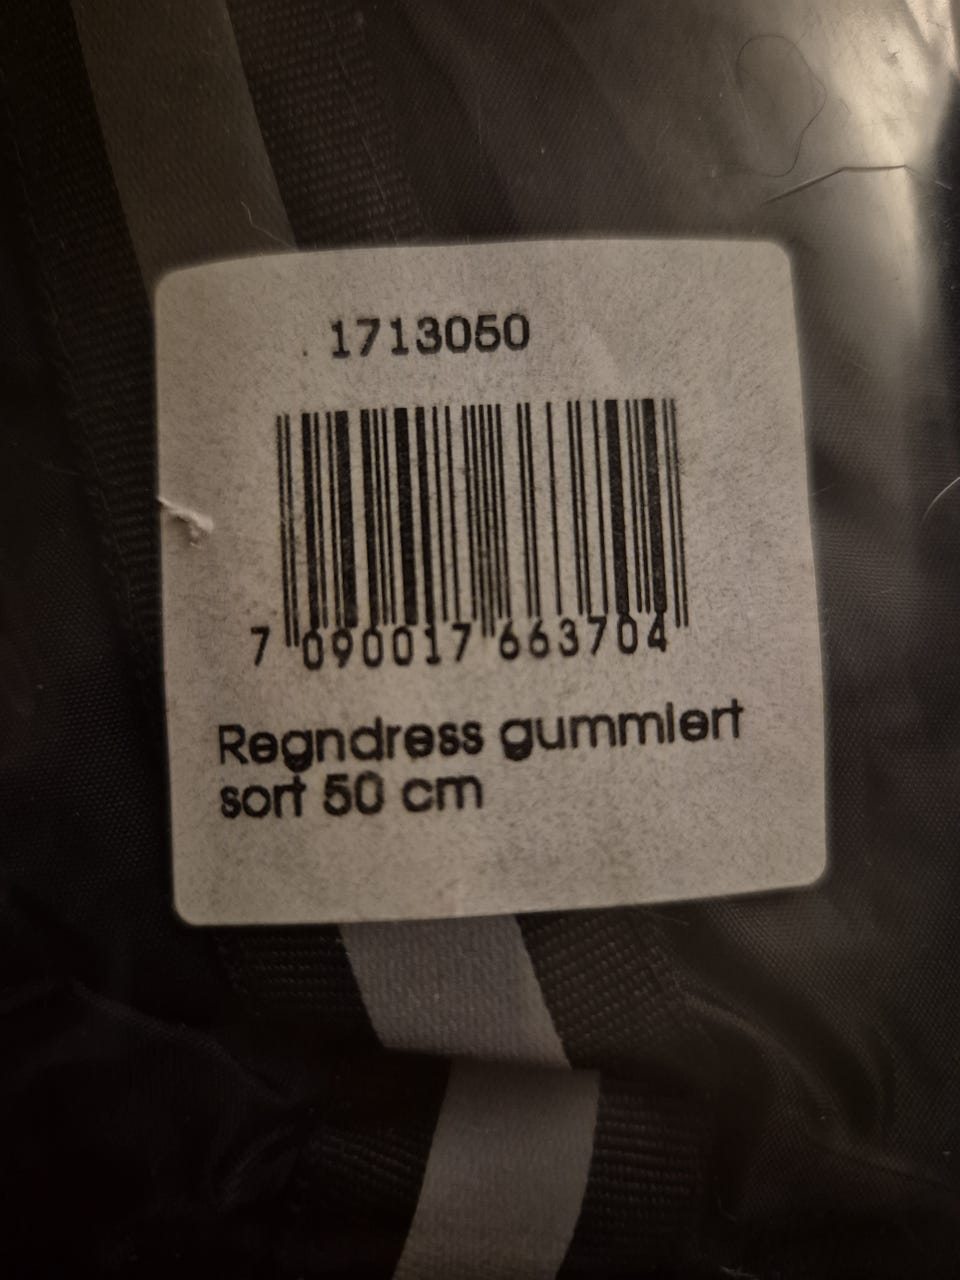 1713050
7 090017 663704
Regndress gummiert
sort 50 cm